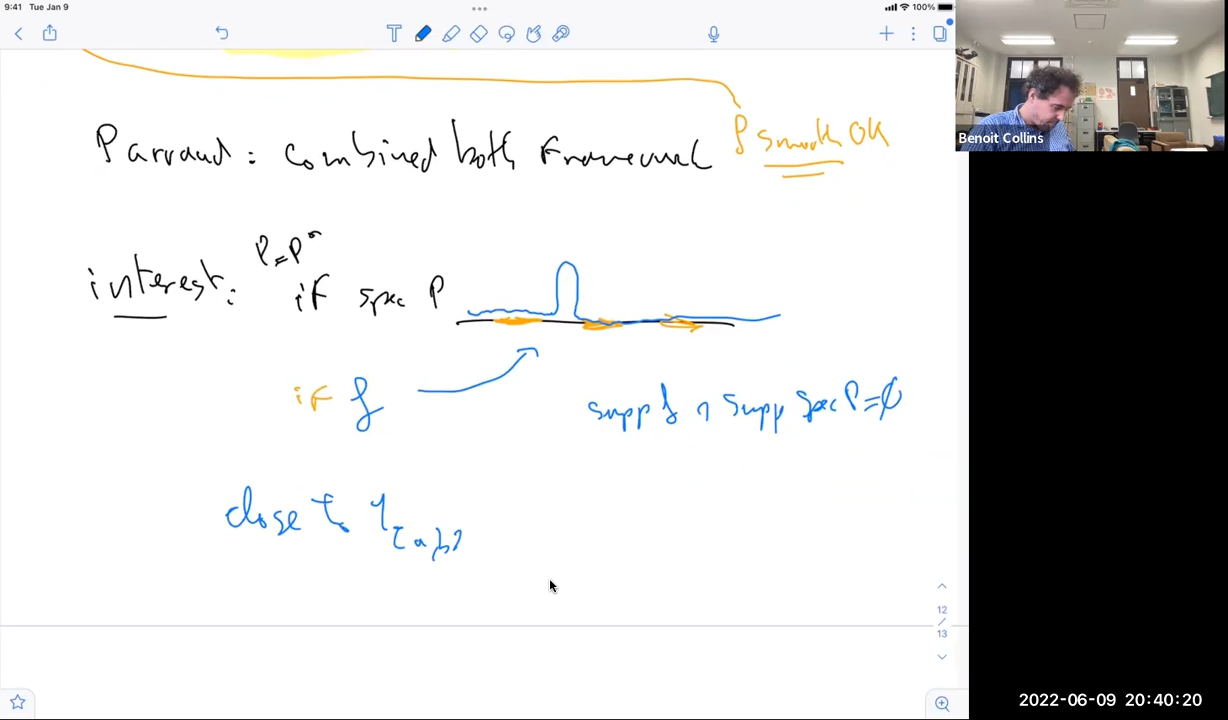 9:41 Tue Jan 9
100%
f smooth OK
Parraud: Combined both Framework
Benoit Collins
P=P*
interest: if spec P
if f
supp f ∩ supp Spec P = ∅
close to 1[a,b]
12
13
2022-06-09 20:40:20